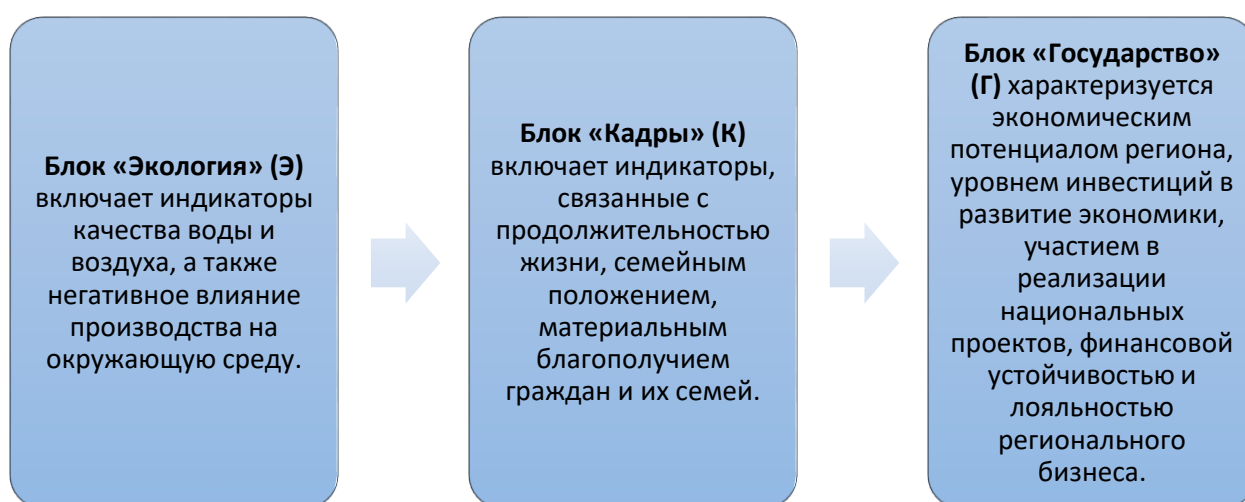 Блок «Экология» (Э)
включает индикаторы
качества воды и
воздуха, а также
негативное влияние
производства на
окружающую среду.
Блок «Кадры» (К)
включает индикаторы,
связанные с
продолжительностью
жизни, семейным
положением,
материальным
благополучием
граждан и их семей.
Блок «Государство»
(Г) характеризуется
экономическим
потенциалом региона,
уровнем инвестиций в
развитие экономики,
участием в
реализации
национальных
проектов, финансовой
устойчивостью и
лояльностью
регионального
бизнеса.